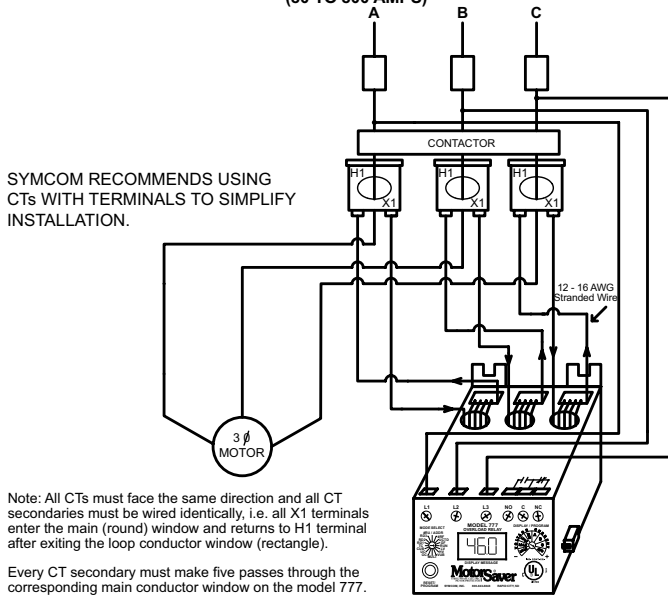 (80 TO 800 AMPS)
A B C
CONTACTOR
H1 H1 H1
X1 X1 X1
SYMCOM RECOMMENDS USING
CTs WITH TERMINALS TO SIMPLIFY
INSTALLATION.
12 - 16 AWG
Stranded Wire
3 Ø
MOTOR
Note: All CTs must face the same direction and all CT
secondaries must be wired identically, i.e. all X1 terminals
enter the main (round) window and returns to H1 terminal
after exiting the loop conductor window (rectangle).
Every CT secondary must make five passes through the
corresponding main conductor window on the model 777.
L1 L2 L3 NO C NC
MODE SELECT
MODEL 777
OVERLOAD RELAY
DISPLAY / PROGRAM
460
DISPLAY MESSAGE
MotorSaver
RESET
PROGRAM
UL